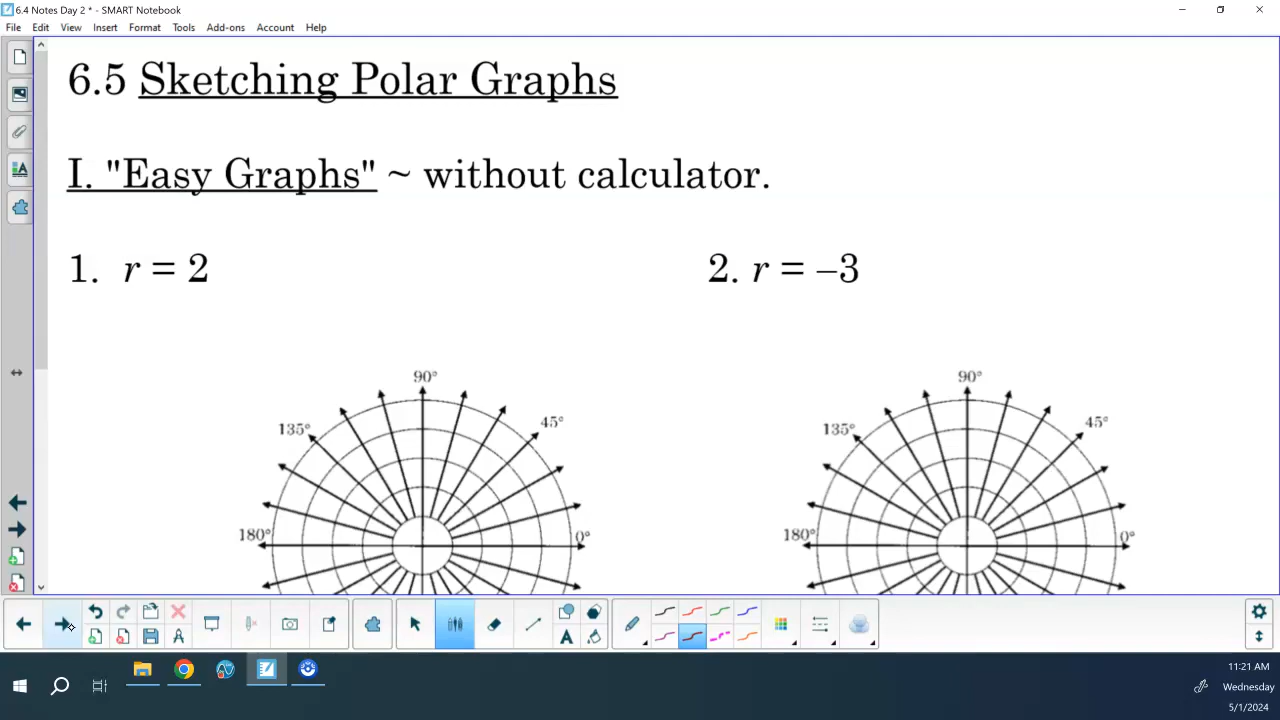 6.4 Notes Day 2 * - SMART Notebook
File Edit View Insert Format Tools Add-ons Account Help
6.5 Sketching Polar Graphs
I. "Easy Graphs" ~ without calculator.
1. r = 2
2. r = –3
90°
135°
45°
180°
0°
90°
135°
45°
180°
0°
11:21 AM
Wednesday
5/1/2024